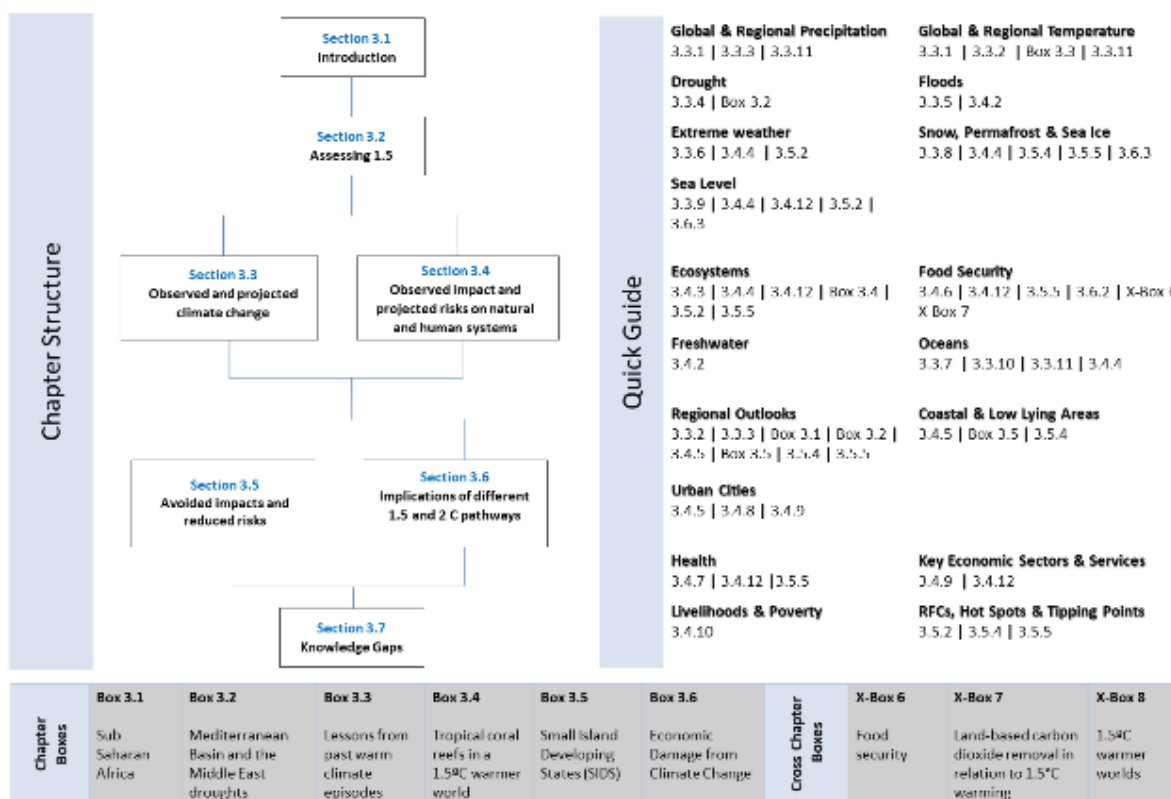 Chapter Structure
Section 3.1
Introduction
Section 3.2
Assessing 1.5
Section 3.3
Observed and projected
climate change
Section 3.4
Observed impact and
projected risks on natural
and human systems
Section 3.5
Avoided impacts and
reduced risks
Section 3.6
Implications of different
1.5 and 2 C pathways
Section 3.7
Knowledge Gaps
Quick Guide
Global & Regional Precipitation
3.3.1 | 3.3.3 | 3.3.11
Global & Regional Temperature
3.3.1 | 3.3.2 | Box 3.3 | 3.3.11
Drought
3.3.4 | Box 3.2
Floods
3.3.5 | 3.4.2
Extreme weather
3.3.6 | 3.4.4 | 3.5.2
Snow, Permafrost & Sea Ice
3.3.8 | 3.4.4 | 3.5.4 | 3.5.5 | 3.6.3
Sea Level
3.3.9 | 3.4.4 | 3.4.12 | 3.5.2 |
3.6.3
Ecosystems
3.4.3 | 3.4.4 | 3.4.12 | Box 3.4 |
3.5.2 | 3.5.5
Food Security
3.4.6 | 3.4.12 | 3.5.5 | 3.6.2 | X-Box
X Box 7
Freshwater
3.4.2
Oceans
3.3.7 | 3.3.10 | 3.3.11 | 3.4.4
Regional Outlooks
3.3.2 | 3.3.3 | Box 3.1 | Box 3.2 |
3.4.5 | Box 3.5 | 3.5.4 | 3.5.5
Coastal & Low Lying Areas
3.4.5 | Box 3.5 | 3.5.4
Urban Cities
3.4.5 | 3.4.8 | 3.4.9
Health
3.4.7 | 3.4.12 |3.5.5
Key Economic Sectors & Services
3.4.9 | 3.4.12
Livelihoods & Poverty
3.4.10
RFCs, Hot Spots & Tipping Points
3.5.2 | 3.5.4 | 3.5.5
Chapter
Boxes
Box 3.1
Sub
Saharan
Africa
Box 3.2
Mediterranean
Basin and the
Middle East
droughts
Box 3.3
Lessons from
past warm
climate
episodes
Box 3.4
Tropical coral
reefs in a
1.5ºC warmer
world
Box 3.5
Small Island
Developing
States (SIDS)
Box 3.6
Economic
Damage from
Climate Change
Cross Chapter
Boxes
X-Box 6
Food
security
X-Box 7
Land-based carbon
dioxide removal in
relation to 1.5°C
warming
X-Box 8
1.5ºC
warmer
worlds